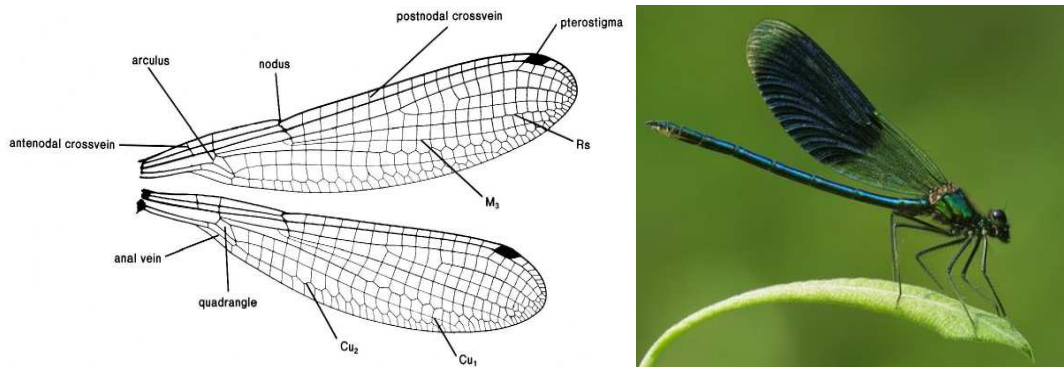 postnodal crossvein
pterostigma
arculus
nodus
antenodal crossvein
Rs
M₃
anal vein
quadrangle
Cu₂
Cu₁